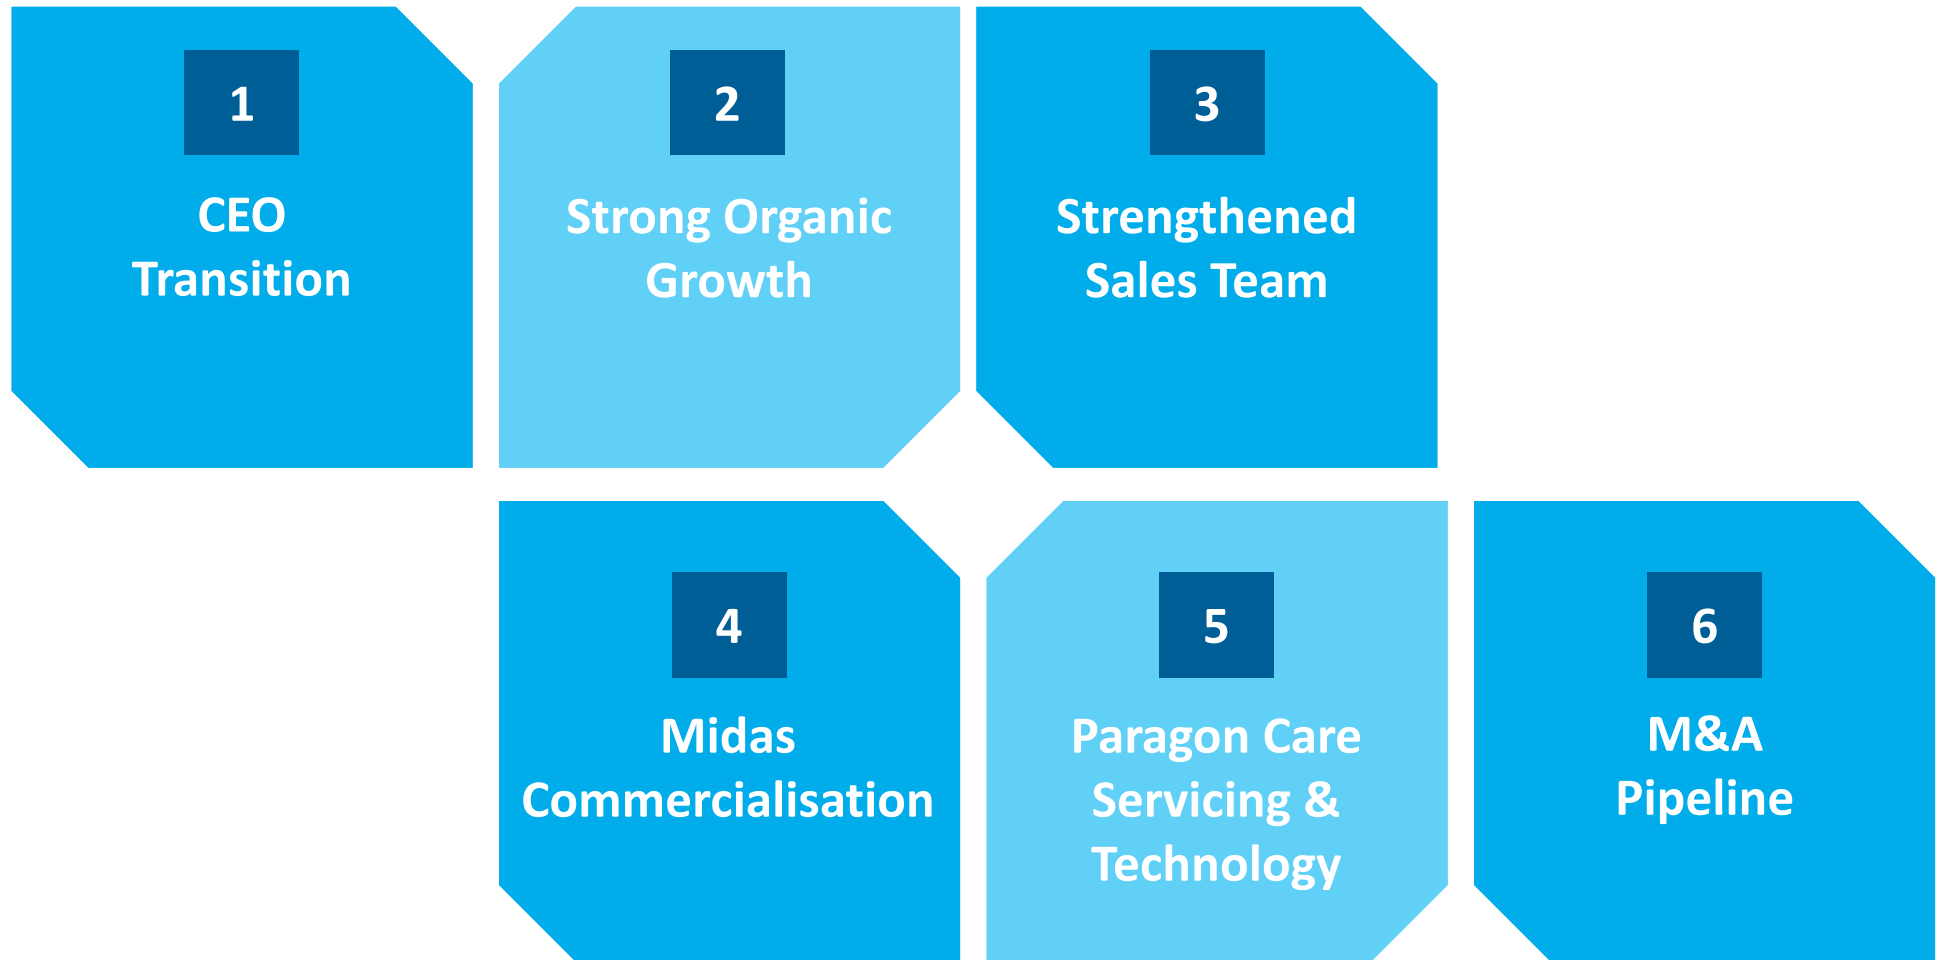 1
CEO
Transition
2
Strong Organic
Growth
3
Strengthened
Sales Team
4
Midas
Commercialisation
5
Paragon Care
Servicing &
Technology
6
M&A
Pipeline